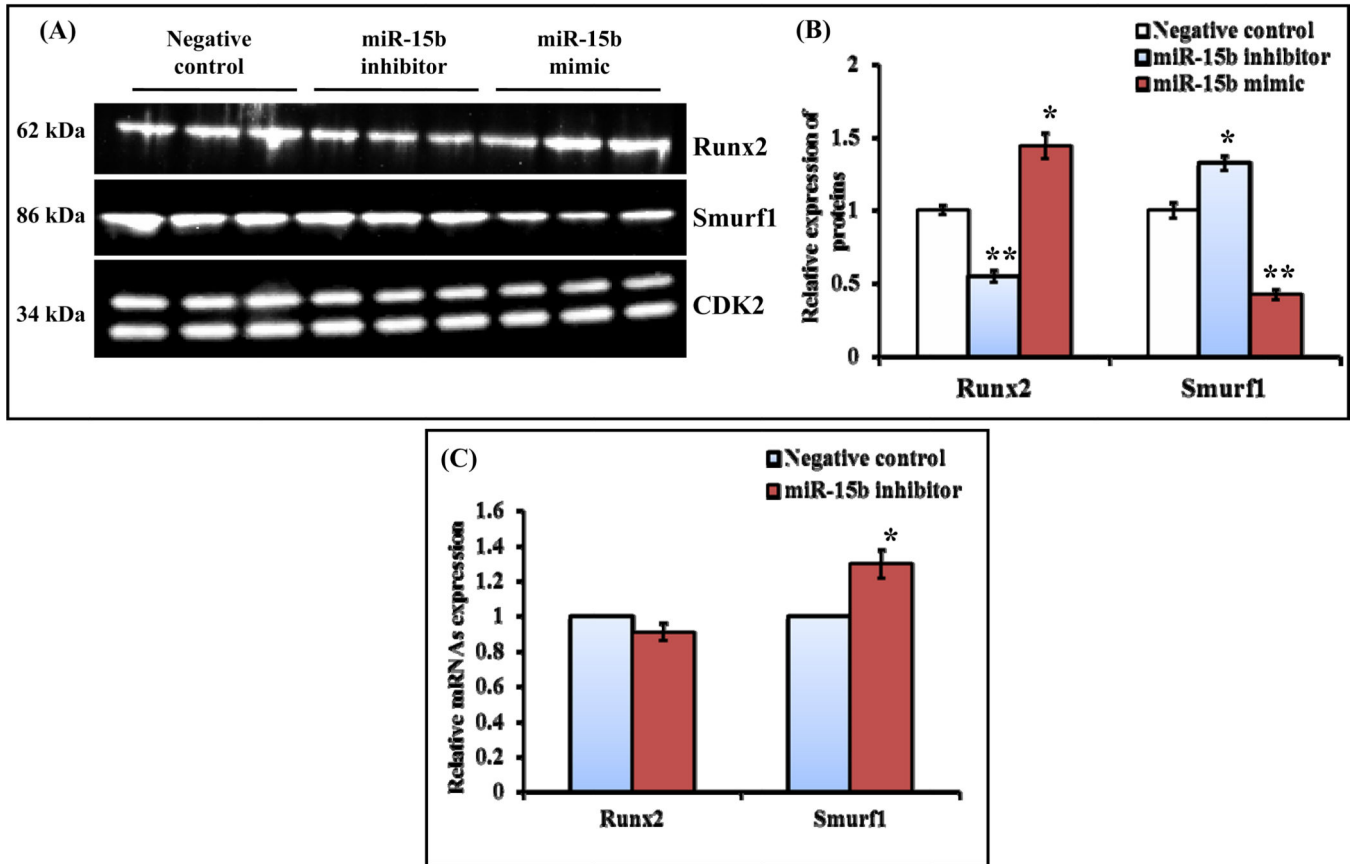 (A)
Negative control
miR-15b inhibitor
miR-15b mimic
62 kDa
Runx2
86 kDa
Smurf1
34 kDa
CDK2
(B)
Negative control
miR-15b inhibitor
miR-15b mimic
Relative expression of proteins
2
1.5
1
0.5
0
*
**
*
**
Runx2
Smurf1
(C)
Negative control
miR-15b inhibitor
Relative mRNAs expression
1.6
1.4
1.2
1
0.8
0.6
0.4
0.2
0
*
Runx2
Smurf1